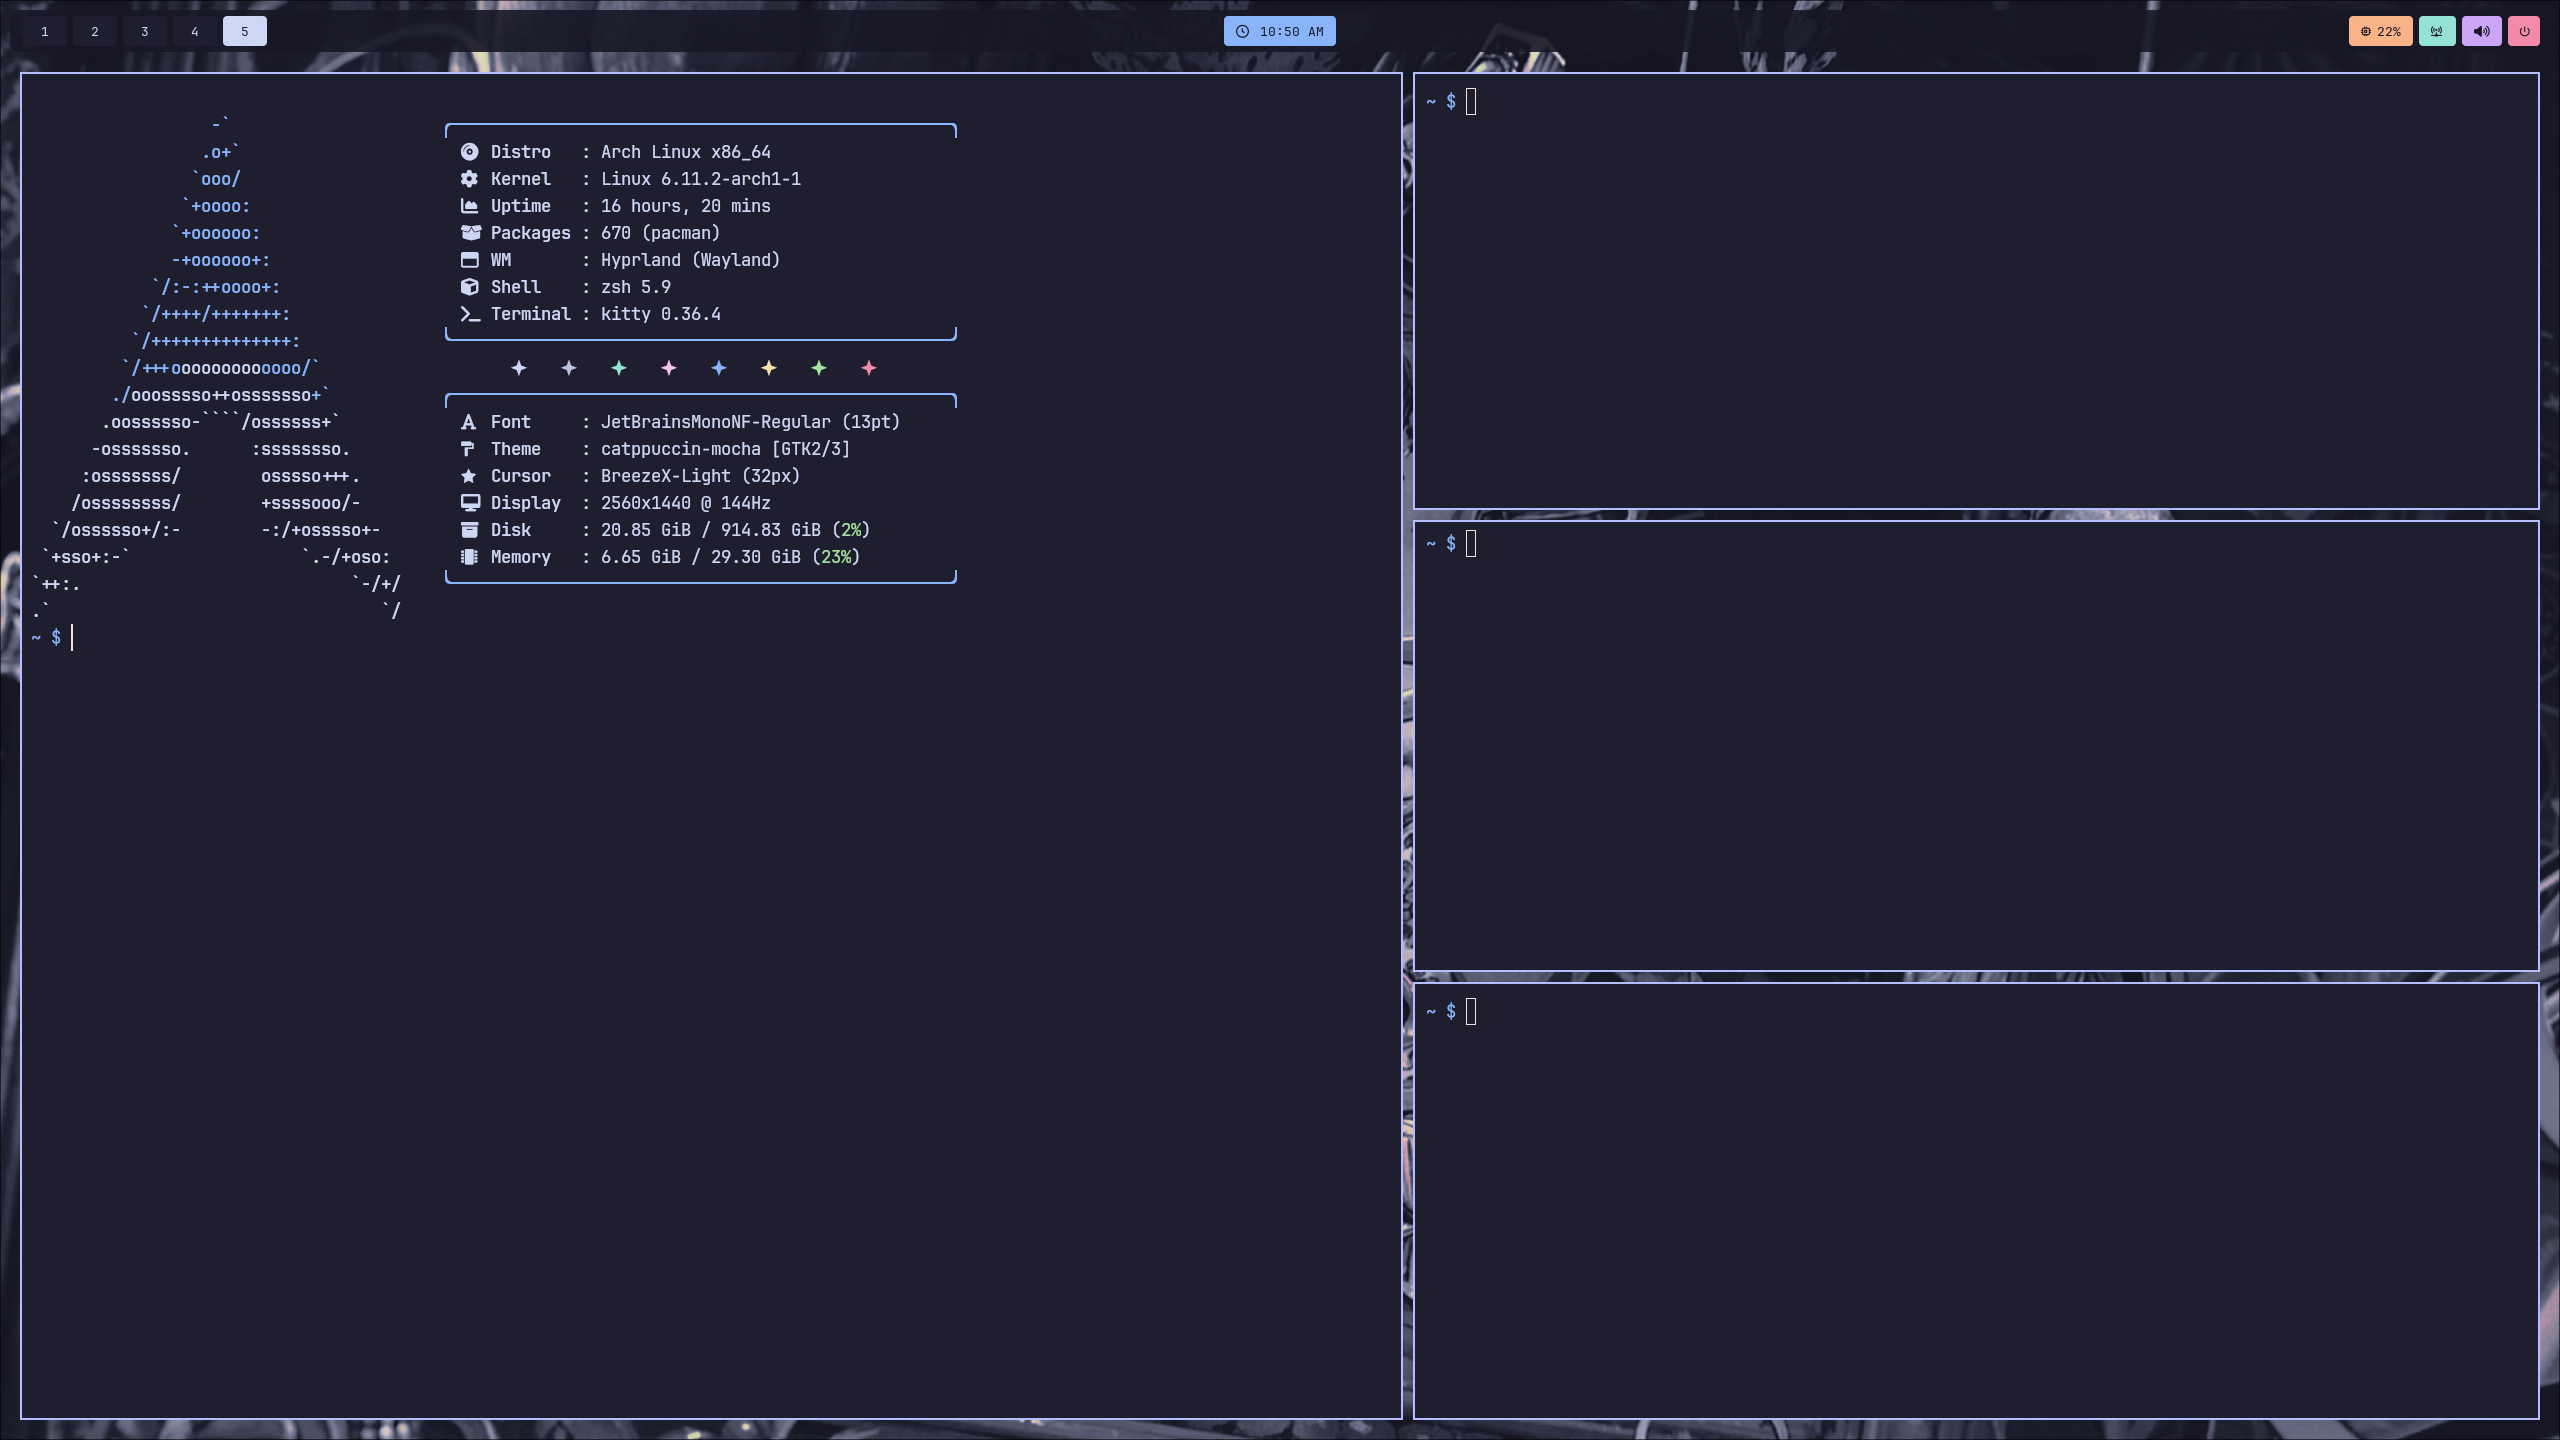 1 2 3 4 5
10:50 AM
22%
-`
.o+`
`ooo/
`+oooo:
`+oooooo:
-+oooooo+:
`/:-:++oooo+:
`/++++/+++++++:
`/++++++++++++++:
`/+++ooooooooooooo/`
./ooosssso++osssssso+`
.oossssso-````/ossssss+`
-osssssso.      :ssssssso.
:osssssss/        osssso+++.
/ossssssss/        +ssssooo/-
`/ossssso+/:-        -:/+osssso+-
`+sso+:-`                 `.-/+oso:
`++:.                           `-/+/
.`                                 `/
Distro   : Arch Linux x86_64
Kernel   : Linux 6.11.2-arch1-1
Uptime   : 16 hours, 20 mins
Packages : 670 (pacman)
WM       : Hyprland (Wayland)
Shell    : zsh 5.9
Terminal : kitty 0.36.4
Font     : JetBrainsMonoNF-Regular (13pt)
Theme    : catppuccin-mocha [GTK2/3]
Cursor   : BreezeX-Light (32px)
Display  : 2560x1440 @ 144Hz
Disk     : 20.85 GiB / 914.83 GiB (2%)
Memory   : 6.65 GiB / 29.30 GiB (23%)
~ $
~ $
~ $
~ $